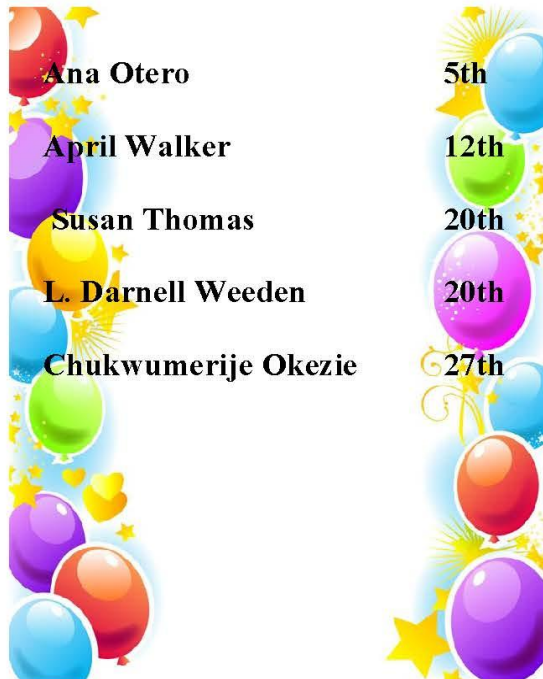 Ana Otero 5th
April Walker 12th
Susan Thomas 20th
L. Darnell Weeden 20th
Chukwumerije Okezie 27th